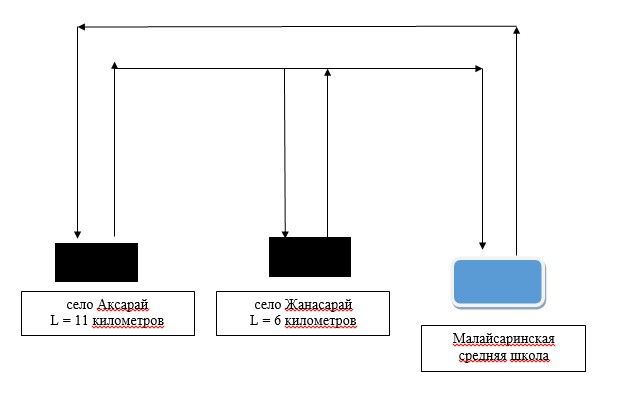 село Аксарай
L = 11 километров
село Жанасарай
L = 6 километров
Малайсаринская
средняя школа